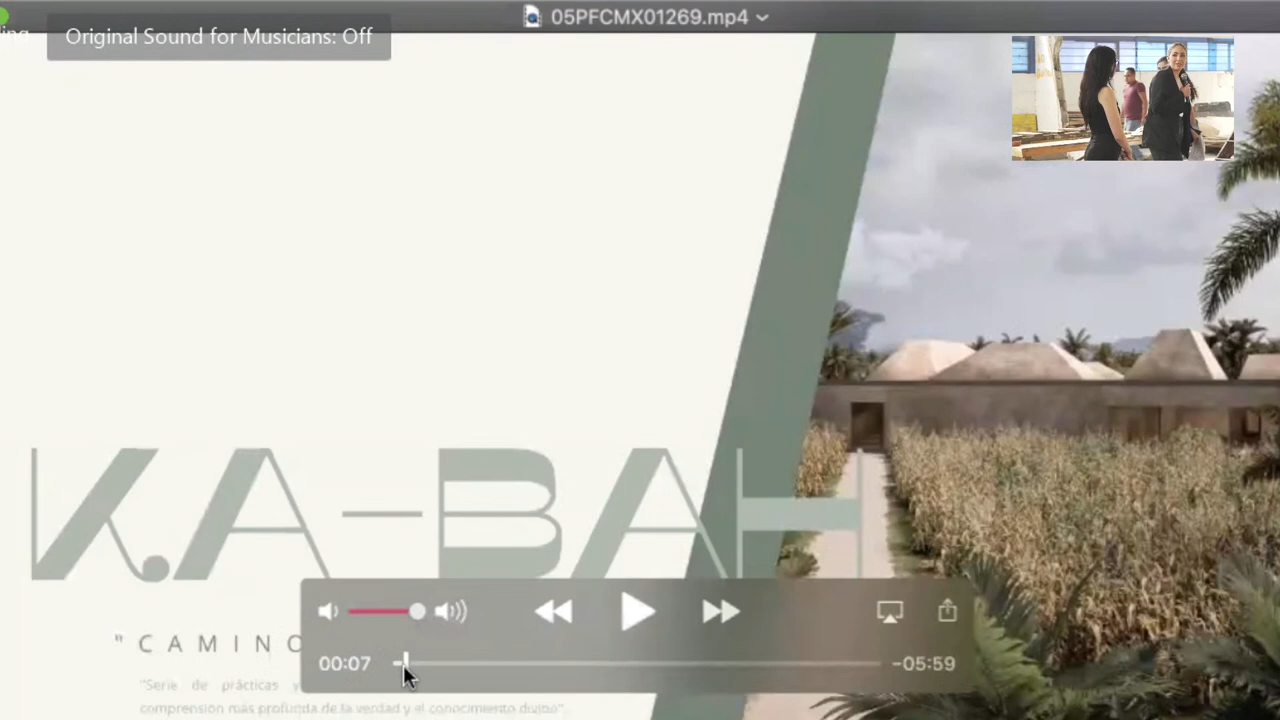 05PFCMX01269.mp4
Original Sound for Musicians: Off
KA-BAH
"CAMINO
00:07
-05:59
"Serie de prácticas y
comprensión más profunda de la verdad y el conocimiento divino".